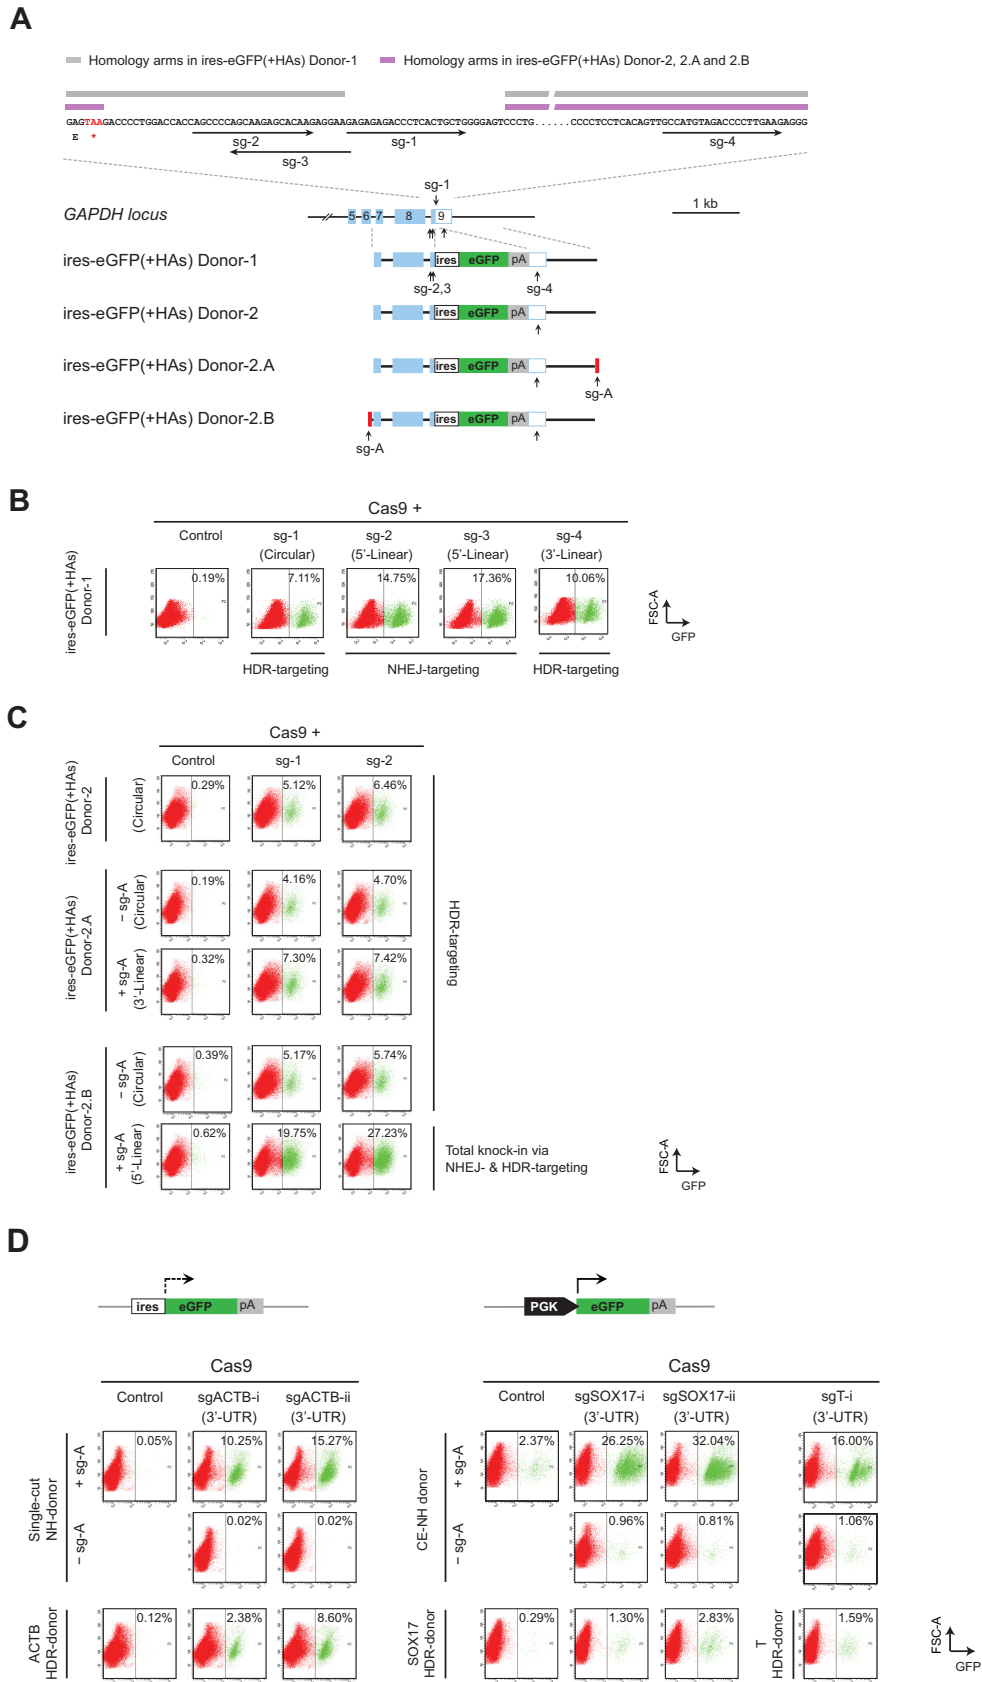 A
Homology arms in ires-eGFP(+HAs) Donor-1
Homology arms in ires-eGFP(+HAs) Donor-2, 2.A and 2.B
GAGTAAGACCCCTGGACCACCAGCCCCAGCAAGAGCACAAGAGGAAGAGAGAGACCCTCACTGCTGGGGAGTCCCTG.......CCCCTCCTCACAGTTGCCATGTAGACCCCTTGAAGAGGG
E *
sg-2 sg-1 sg-4
sg-3
sg-1
GAPDH locus 5 6 7 8 9 1 kb
ires-eGFP(+HAs) Donor-1 ires eGFP pA
sg-2,3 sg-4
ires-eGFP(+HAs) Donor-2 ires eGFP pA
ires-eGFP(+HAs) Donor-2.A ires eGFP pA
sg-A
ires-eGFP(+HAs) Donor-2.B ires eGFP pA
sg-A
B
Cas9 +
Control sg-1 sg-2 sg-3 sg-4
(Circular) (5'-Linear) (5'-Linear) (3'-Linear)
ires-eGFP(+HAs)
Donor-1
0.19% 7.11% 14.75% 17.36% 10.06%
FSC-A
GFP
HDR-targeting NHEJ-targeting HDR-targeting
C
Cas9 +
Control sg-1 sg-2
ires-eGFP(+HAs)
Donor-2
(Circular)
0.29% 5.12% 6.46%
ires-eGFP(+HAs)
Donor-2.A
− sg-A
(Circular)
0.19% 4.16% 4.70%
+ sg-A
(3'-Linear)
0.32% 7.30% 7.42%
HDR-targeting
ires-eGFP(+HAs)
Donor-2.B
− sg-A
(Circular)
0.39% 5.17% 5.74%
+ sg-A
(5'-Linear)
0.62% 19.75% 27.23%
Total knock-in via
NHEJ- & HDR-targeting
FSC-A
GFP
D
ires eGFP pA
PGK eGFP pA
Cas9
Control sgACTB-i sgACTB-ii
(3'-UTR) (3'-UTR)
Single-cut
NH-donor
+ sg-A
0.05% 10.25% 15.27%
− sg-A
0.02% 0.02%
ACTB
HDR-donor
0.12% 2.38% 8.60%
Cas9
Control sgSOX17-i sgSOX17-ii sgT-i
(3'-UTR) (3'-UTR) (3'-UTR)
CE-NH donor
+ sg-A
2.37% 26.25% 32.04% 16.00%
− sg-A
0.96% 0.81% 1.06%
SOX17
HDR-donor
0.29% 1.30% 2.83%
T
HDR-donor
1.59%
FSC-A
GFP